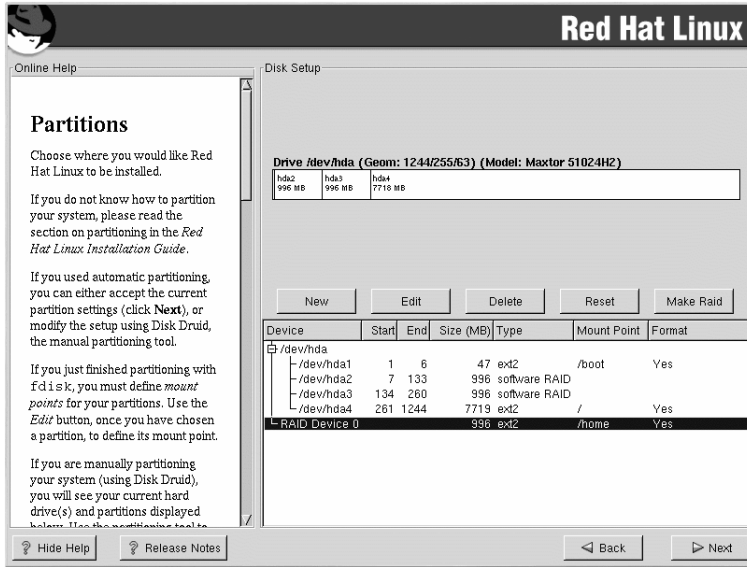 Red Hat Linux
Online Help
Partitions
Choose where you would like Red
Hat Linux to be installed.
If you do not know how to partition
your system, please read the
section on partitioning in the Red
Hat Linux Installation Guide.
If you used automatic partitioning,
you can either accept the current
partition settings (click Next), or
modify the setup using Disk Druid,
the manual partitioning tool.
If you just finished partitioning with
fdisk, you must define mount
points for your partitions. Use the
Edit button, once you have chosen
a partition, to define its mount point.
If you are manually partitioning
your system (using Disk Druid),
you will see your current hard
drive(s) and partitions displayed
below. Use the partitioning tool to
Disk Setup
Drive /dev/hda (Geom: 1244/255/63) (Model: Maxtor 51024H2)
hda2 hda3 hda4
996 MB 996 MB 7718 MB
New Edit Delete Reset Make Raid
Device Start End Size (MB) Type Mount Point Format
/dev/hda
/dev/hda1 1 6 47 ext2 /boot Yes
/dev/hda2 7 133 996 software RAID
/dev/hda3 134 260 996 software RAID
/dev/hda4 261 1244 7719 ext2 / Yes
RAID Device 0 996 ext2 /home Yes
Hide Help Release Notes Back Next